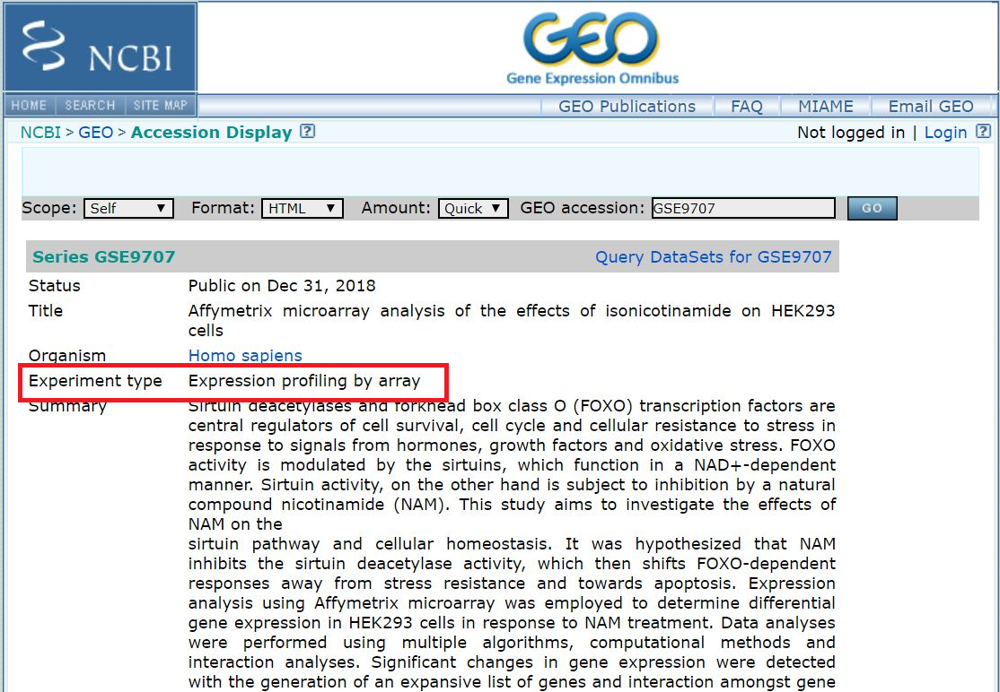 NCBI
GEO
Gene Expression Omnibus
HOME SEARCH SITE MAP
GEO Publications FAQ MIAME Email GEO
NCBI > GEO > Accession Display ?
Not logged in | Login ?
Scope: Self ▼ Format: HTML ▼ Amount: Quick ▼ GEO accession: GSE9707 GO
Series GSE9707 Query DataSets for GSE9707
Status Public on Dec 31, 2018
Title Affymetrix microarray analysis of the effects of isonicotinamide on HEK293
cells
Organism Homo sapiens
Experiment type Expression profiling by array
Summary Sirtuin deacetylases and forkhead box class O (FOXO) transcription factors are
central regulators of cell survival, cell cycle and cellular resistance to stress in
response to signals from hormones, growth factors and oxidative stress. FOXO
activity is modulated by the sirtuins, which function in a NAD+-dependent
manner. Sirtuin activity, on the other hand is subject to inhibition by a natural
compound nicotinamide (NAM). This study aims to investigate the effects of
NAM on the
sirtuin pathway and cellular homeostasis. It was hypothesized that NAM
inhibits the sirtuin deacetylase activity, which then shifts FOXO-dependent
responses away from stress resistance and towards apoptosis. Expression
analysis using Affymetrix microarray was employed to determine differential
gene expression in HEK293 cells in response to NAM treatment. Data analyses
were performed using multiple algorithms, computational methods and
interaction analyses. Significant changes in gene expression were detected
with the generation of an expansive list of genes and interaction amongst gene